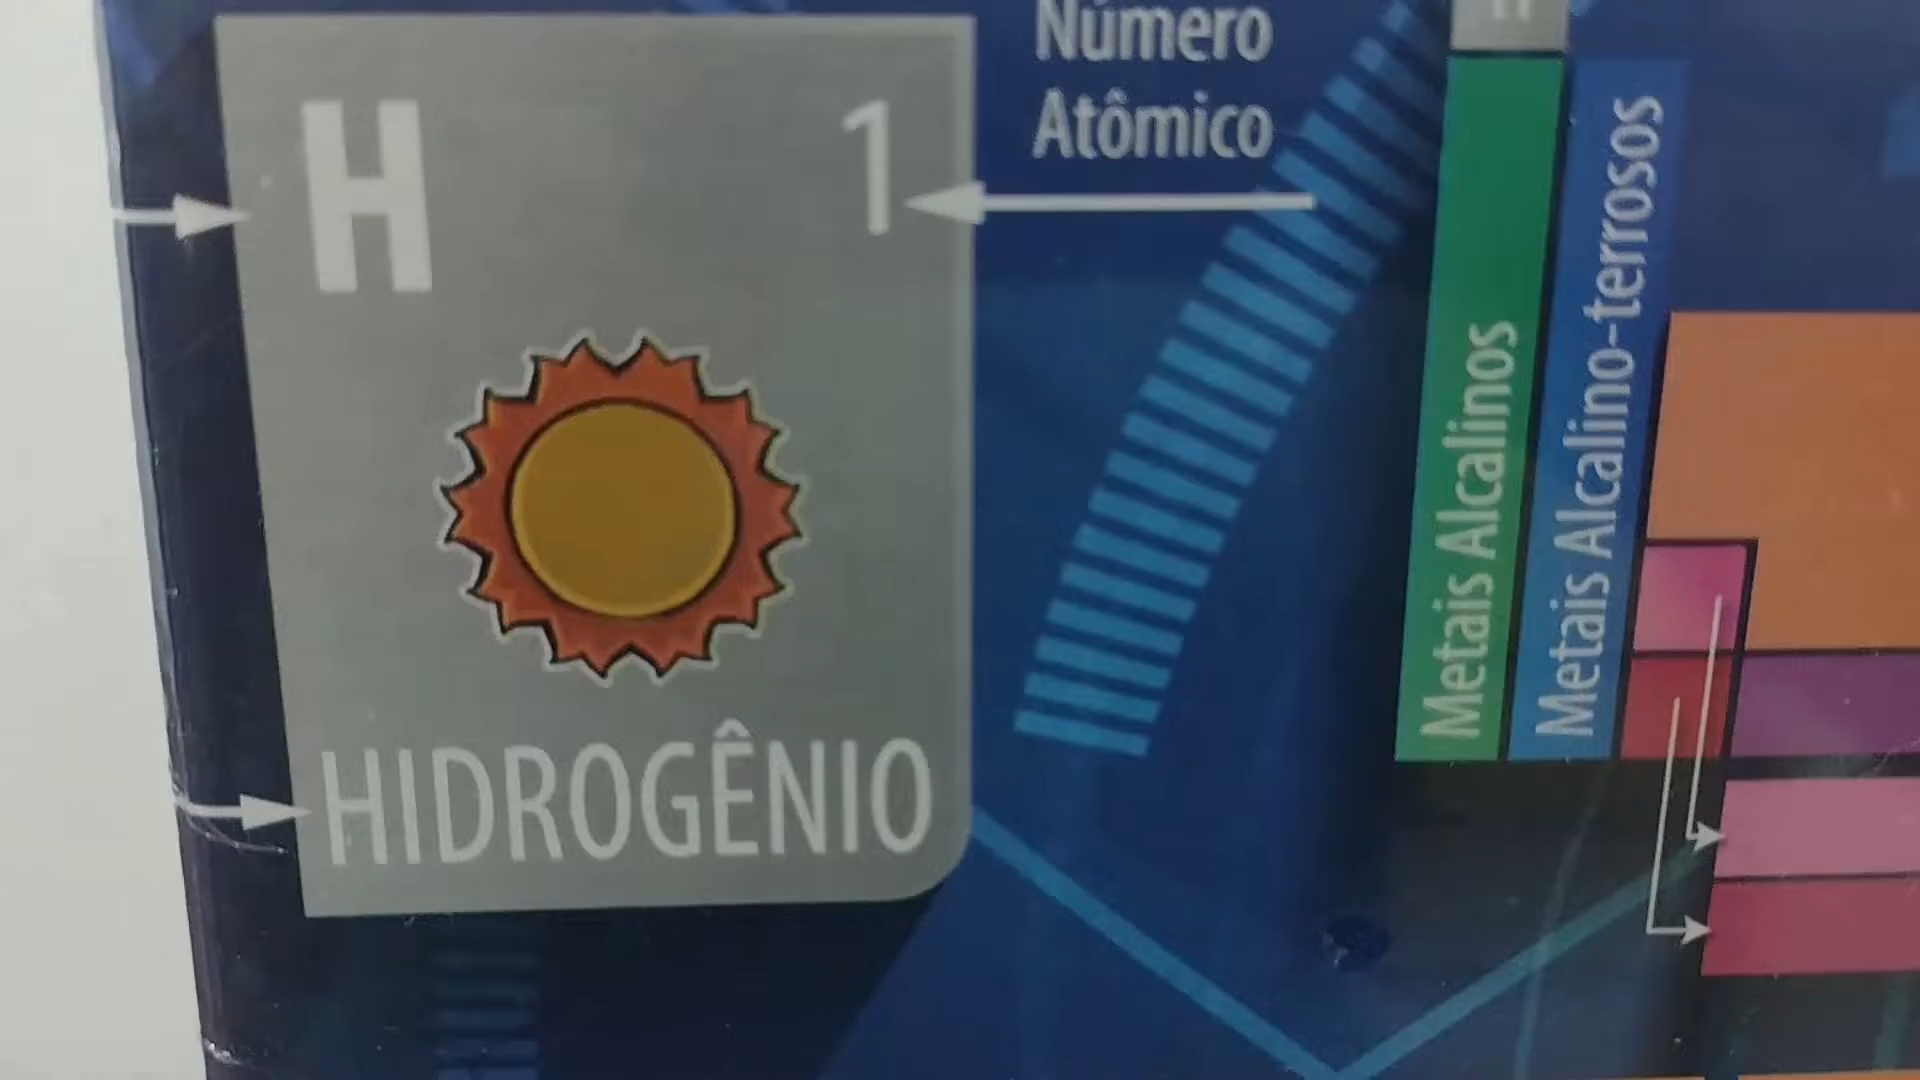 H
1
Número
Atômico
HIDROGÊNIO
Metais Alcalinos
Metais Alcalino-terrosos